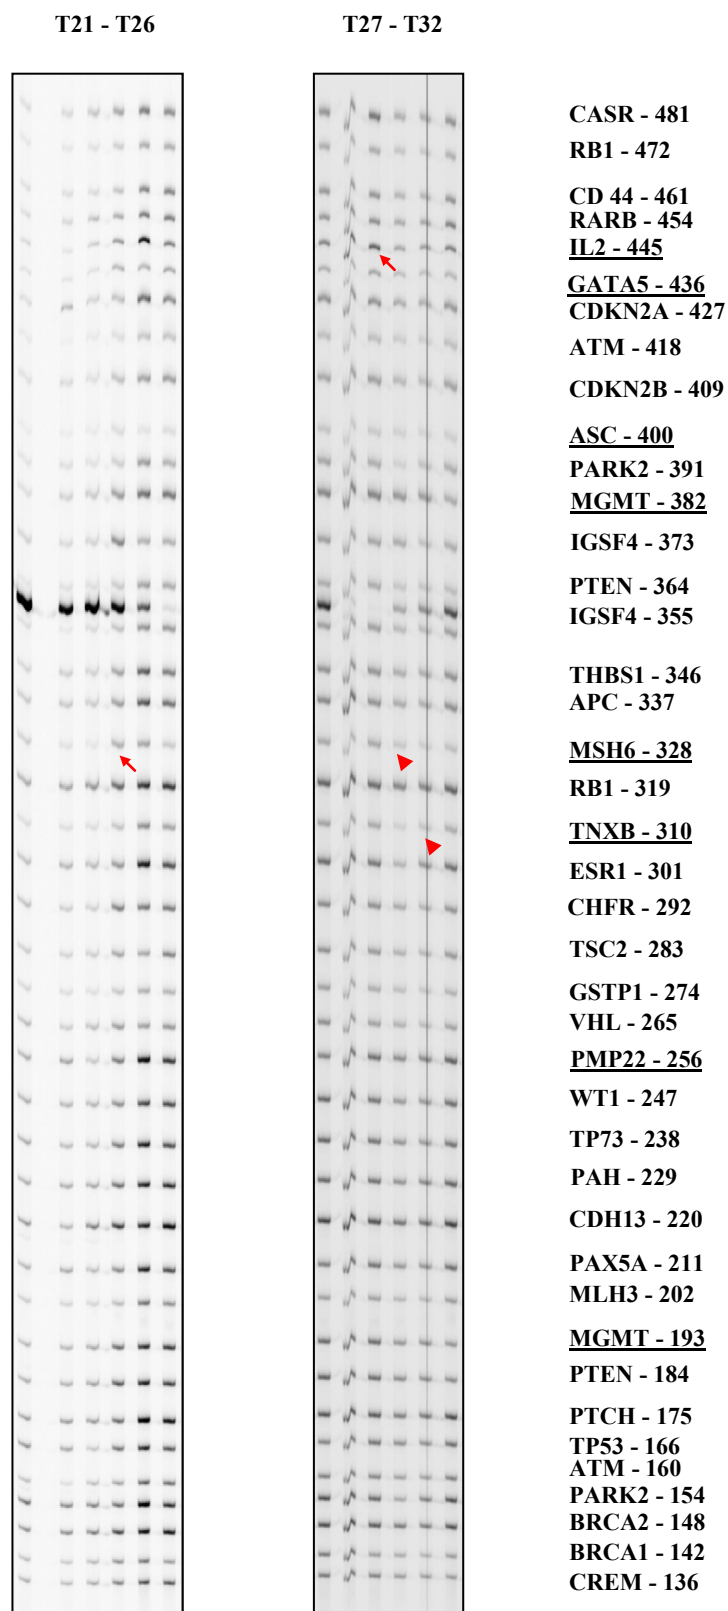 T21 - T26
T27 - T32
CASR - 481
RB1 - 472
CD 44 - 461
RARB - 454
IL2 - 445
GATA5 - 436
CDKN2A - 427
ATM - 418
CDKN2B - 409
ASC - 400
PARK2 - 391
MGMT - 382
IGSF4 - 373
PTEN - 364
IGSF4 - 355
THBS1 - 346
APC - 337
MSH6 - 328
RB1 - 319
TNXB - 310
ESR1 - 301
CHFR - 292
TSC2 - 283
GSTP1 - 274
VHL - 265
PMP22 - 256
WT1 - 247
TP73 - 238
PAH - 229
CDH13 - 220
PAX5A - 211
MLH3 - 202
MGMT - 193
PTEN - 184
PTCH - 175
TP53 - 166
ATM - 160
PARK2 - 154
BRCA2 - 148
BRCA1 - 142
CREM - 136